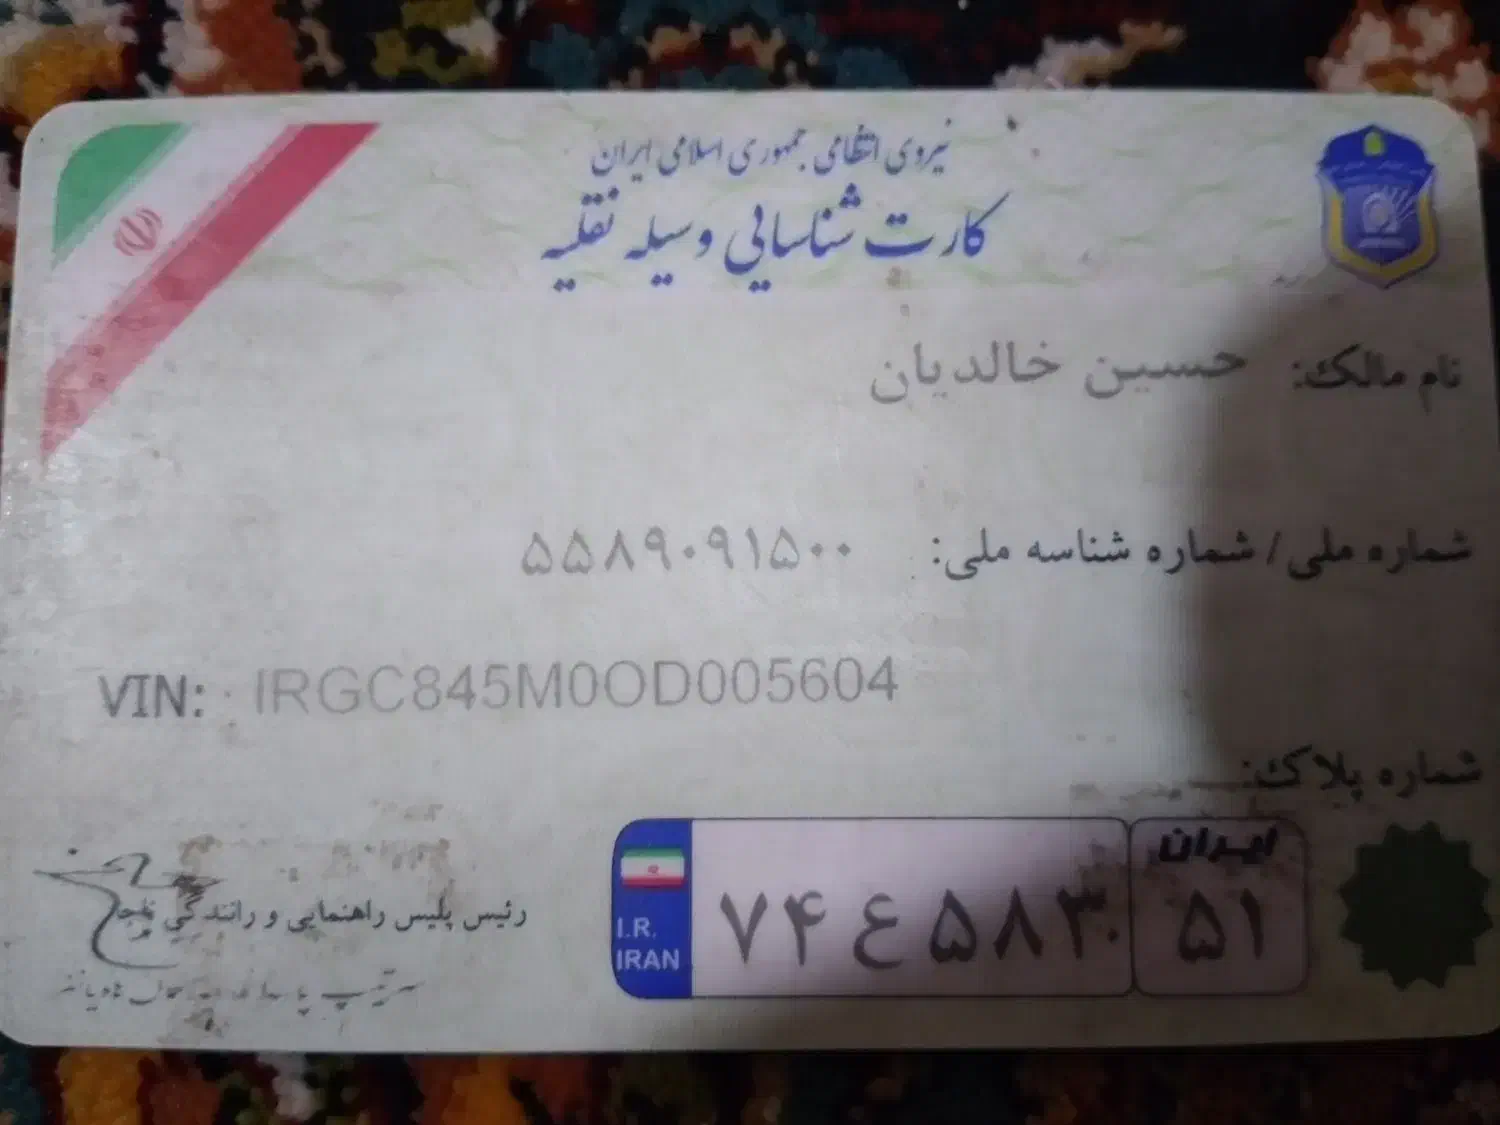 نیروی انتظامی جمهوری اسلامی ایران
کارت شناسایی وسیله نقلیه
نام مالک: حسین خالدیان
شماره ملی / شماره شناسه ملی: ۵۵۸۹۰۹۱۵۰۰
VIN: IRGC845M0OD005604
شماره پلاک:
I.R.
IRAN
۷۴ ع ۵۸۳
ایران
۵۱
رئیس پلیس راهنمایی و رانندگی ناجا
سرتیپ